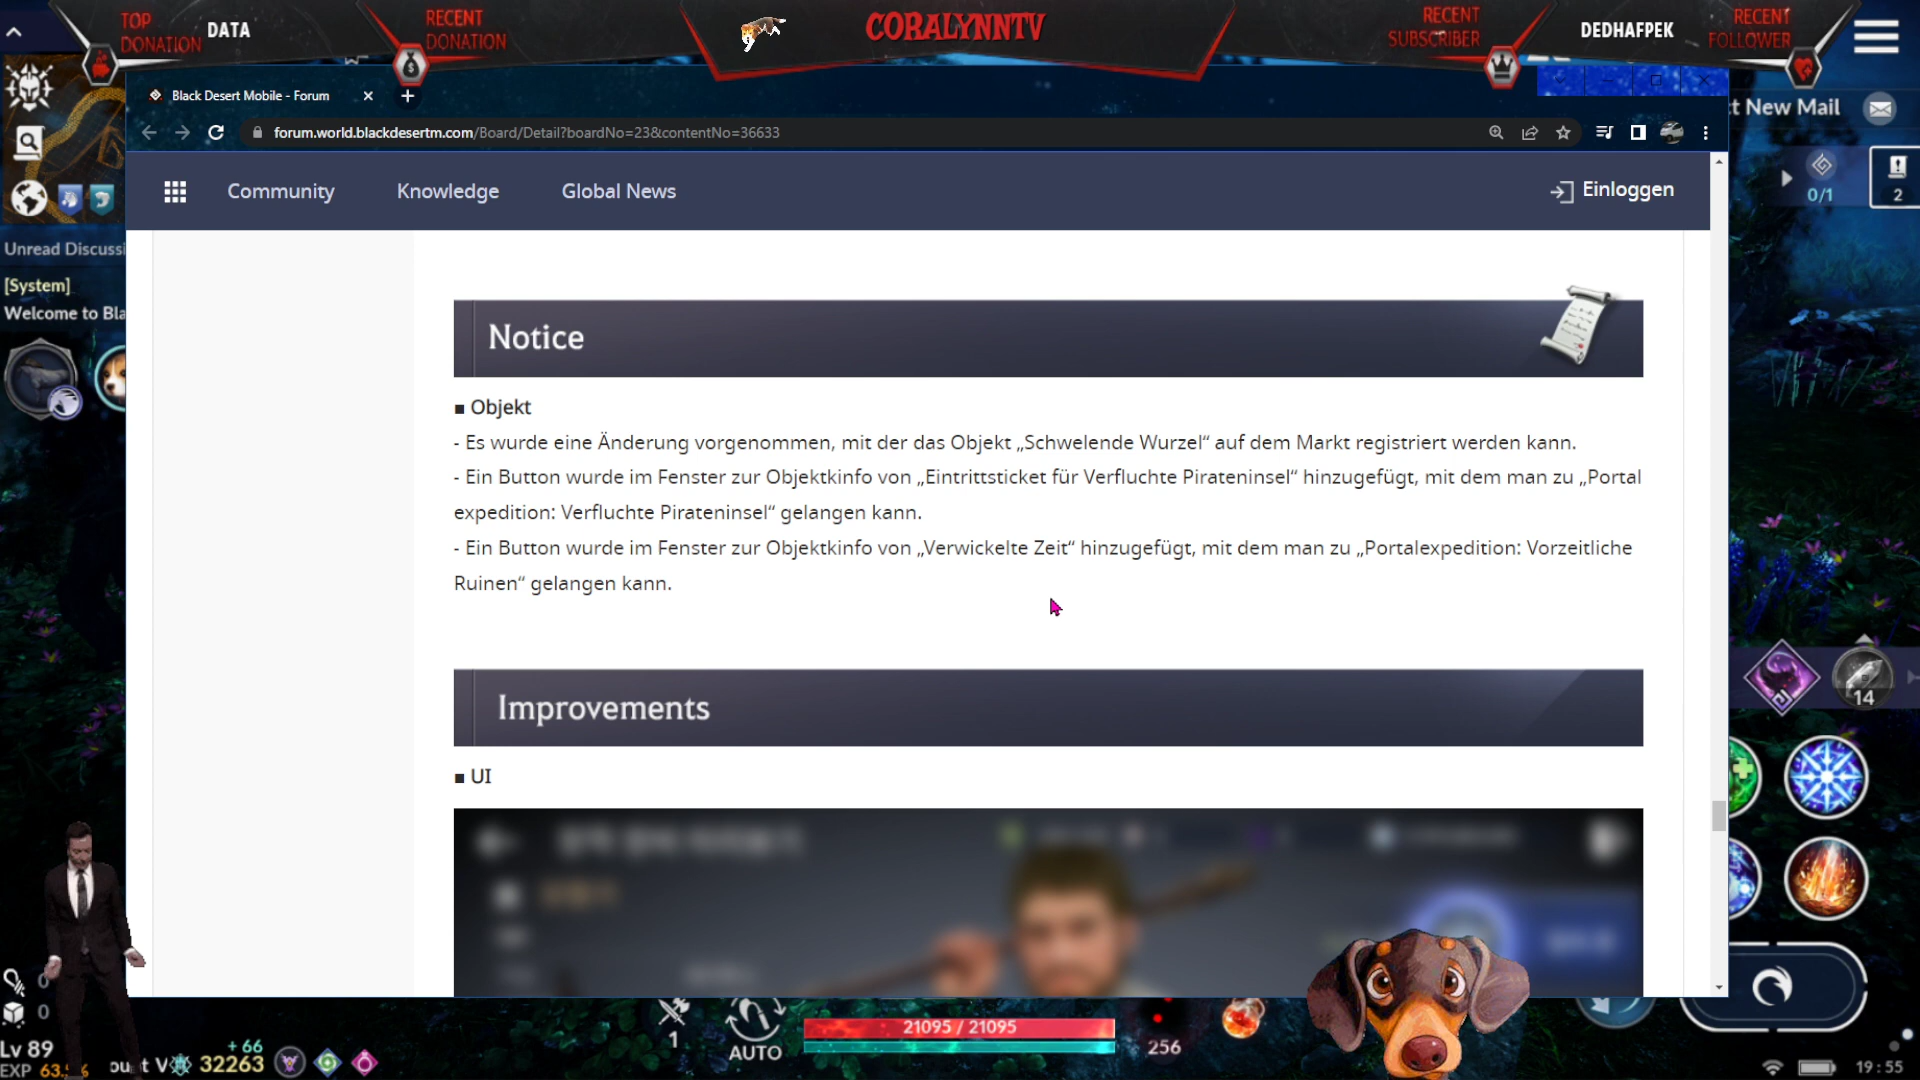 TOP
DONATION
DATA
RECENT
DONATION
CORALYNNTV
RECENT
SUBSCRIBER
DEDHAFPEK
RECENT
FOLLOWER
Black Desert Mobile - Forum
forum.world.blackdesertm.com/Board/Detail?boardNo=23&contentNo=36633
t New Mail
Community
Knowledge
Global News
Einloggen
0/1
2
Unread Discussi
[System]
Welcome to Bla
Notice
■ Objekt
- Es wurde eine Änderung vorgenommen, mit der das Objekt „Schwelende Wurzel“ auf dem Markt registriert werden kann.
- Ein Button wurde im Fenster zur Objektkinfo von „Eintrittsticket für Verfluchte Pirateninsel“ hinzugefügt, mit dem man zu „Portal
expedition: Verfluchte Pirateninsel“ gelangen kann.
- Ein Button wurde im Fenster zur Objektkinfo von „Verwickelte Zeit“ hinzugefügt, mit dem man zu „Portalexpedition: Vorzeitliche
Ruinen“ gelangen kann.
14
Improvements
■ UI
0
0
1
AUTO
21095 / 21095
256
Lv 89
+ 66
32263
EXP
19:55